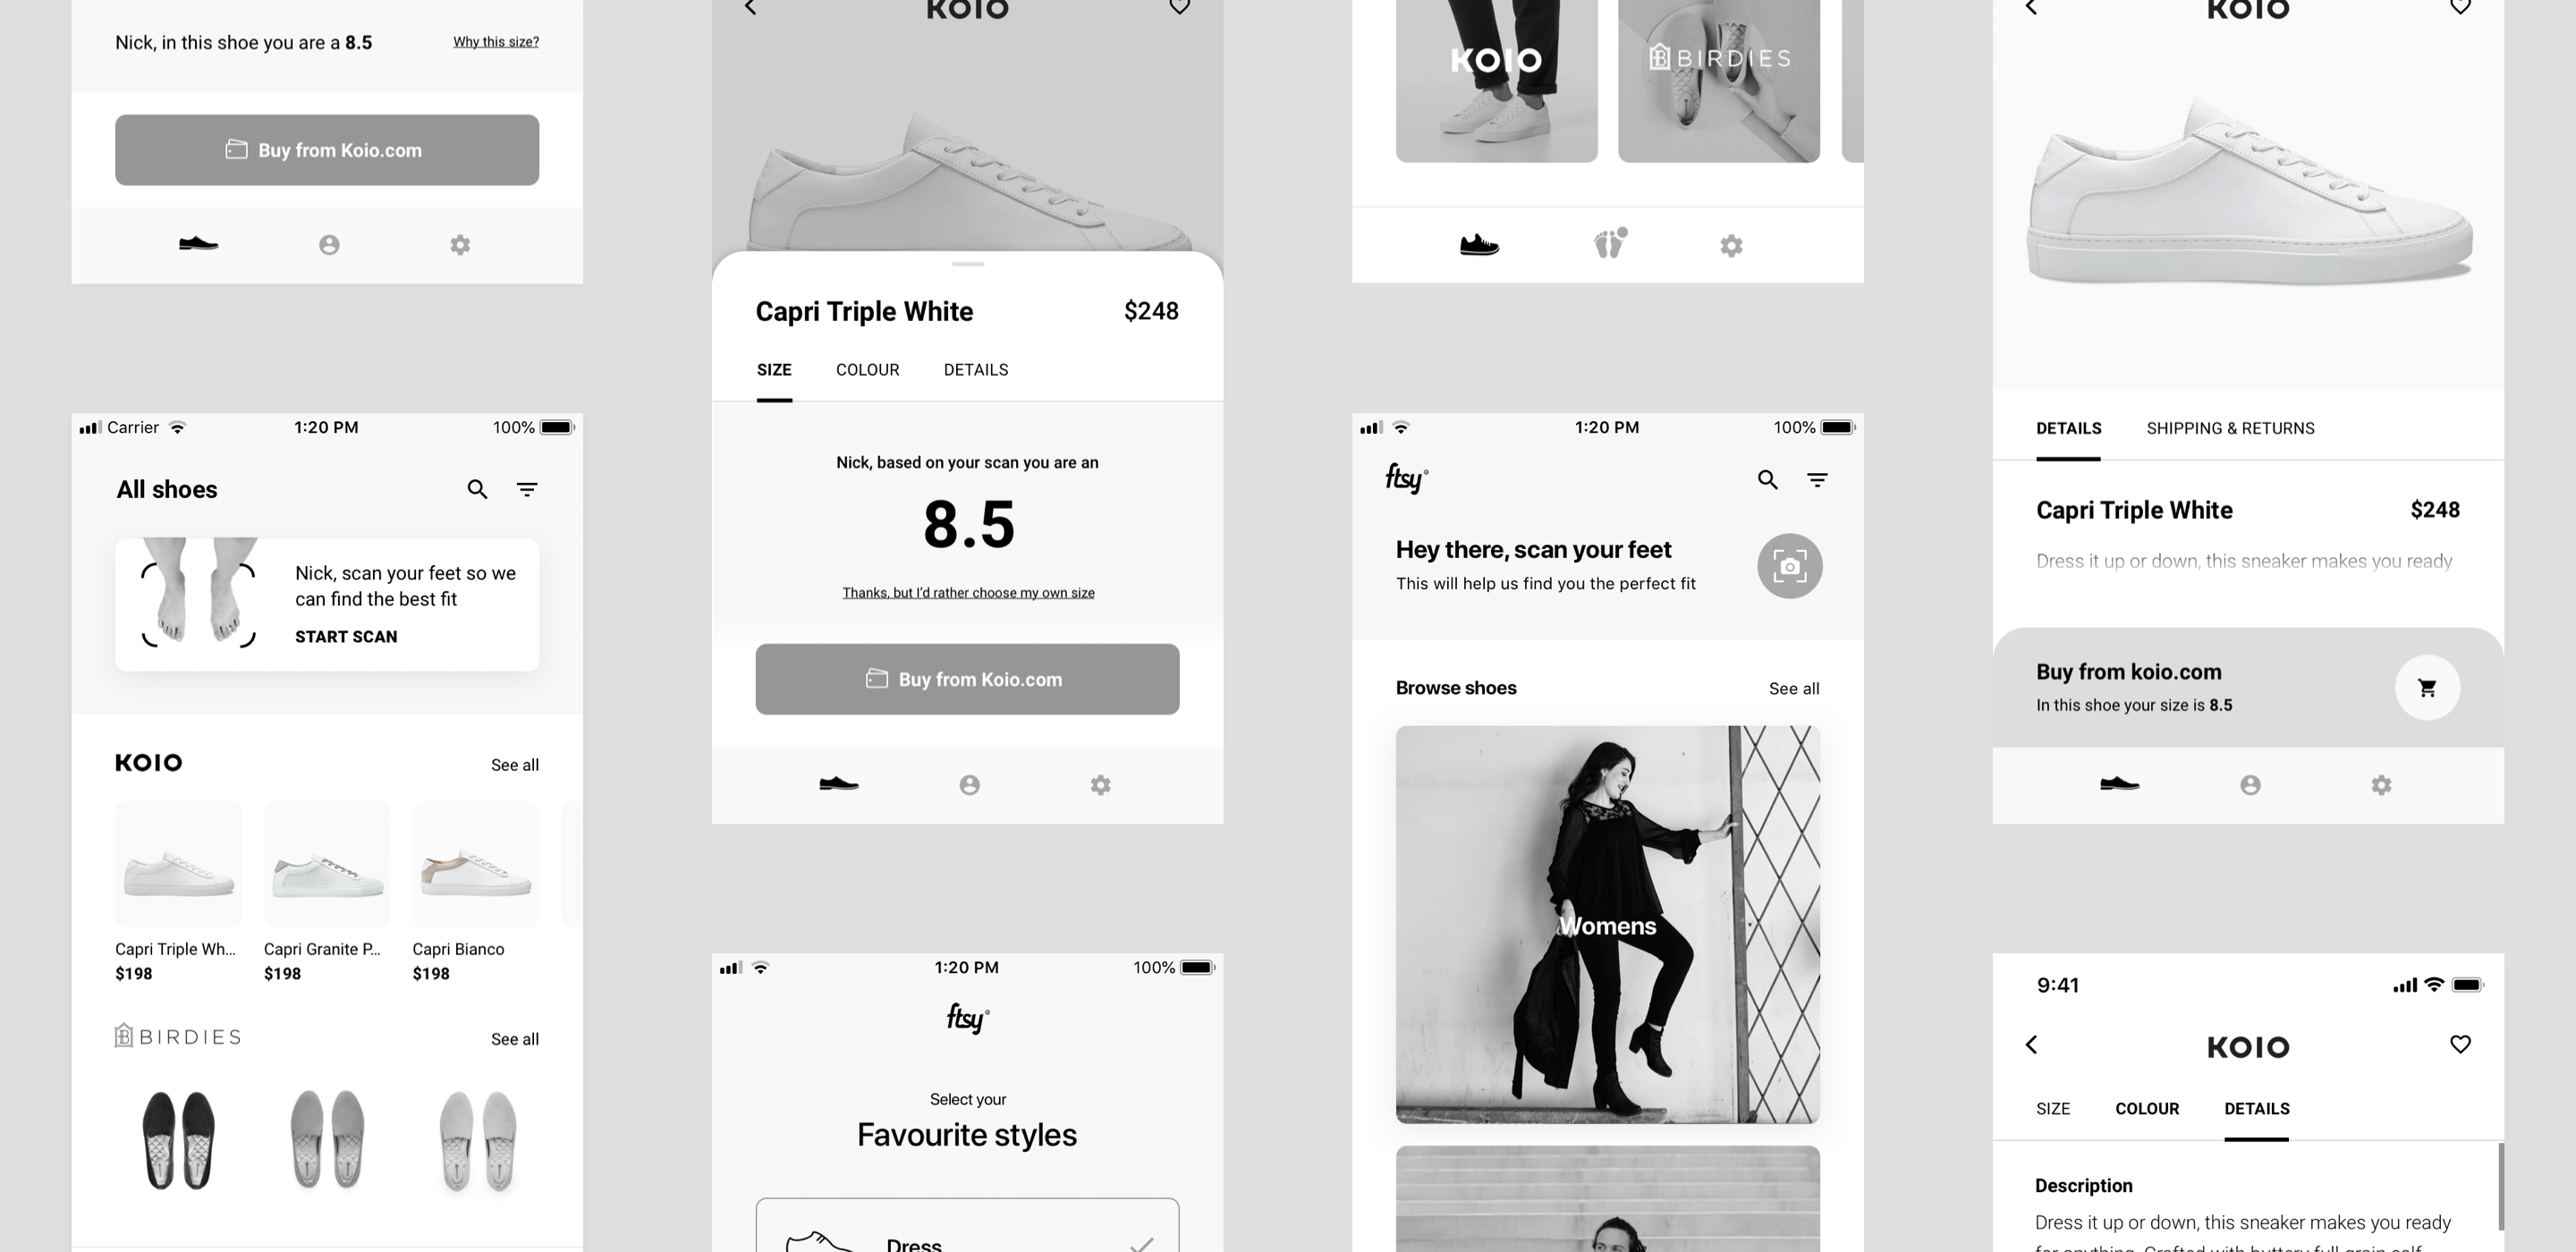 Nick, in this shoe you are a 8.5
Why this size?
Buy from Koio.com
Carrier
1:20 PM
100%
All shoes
Nick, scan your feet so we
can find the best fit
START SCAN
KOIO
See all
Capri Triple Wh...
$198
Capri Granite P...
$198
Capri Bianco
$198
BIRDIES
See all
KOIO
Capri Triple White
$248
SIZE
COLOUR
DETAILS
Nick, based on your scan you are an
8.5
Thanks, but I'd rather choose my own size
Buy from Koio.com
1:20 PM
100%
ftsy
Select your
Favourite styles
Dress
KOIO
BIRDIES
1:20 PM
100%
ftsy
Hey there, scan your feet
This will help us find you the perfect fit
Browse shoes
See all
Womens
KOIO
DETAILS
SHIPPING & RETURNS
Capri Triple White
$248
Dress it up or down, this sneaker makes you ready
Buy from koio.com
In this shoe your size is 8.5
9:41
KOIO
SIZE
COLOUR
DETAILS
Description
Dress it up or down, this sneaker makes you ready
for anything. Crafted with buttery full-grain calf